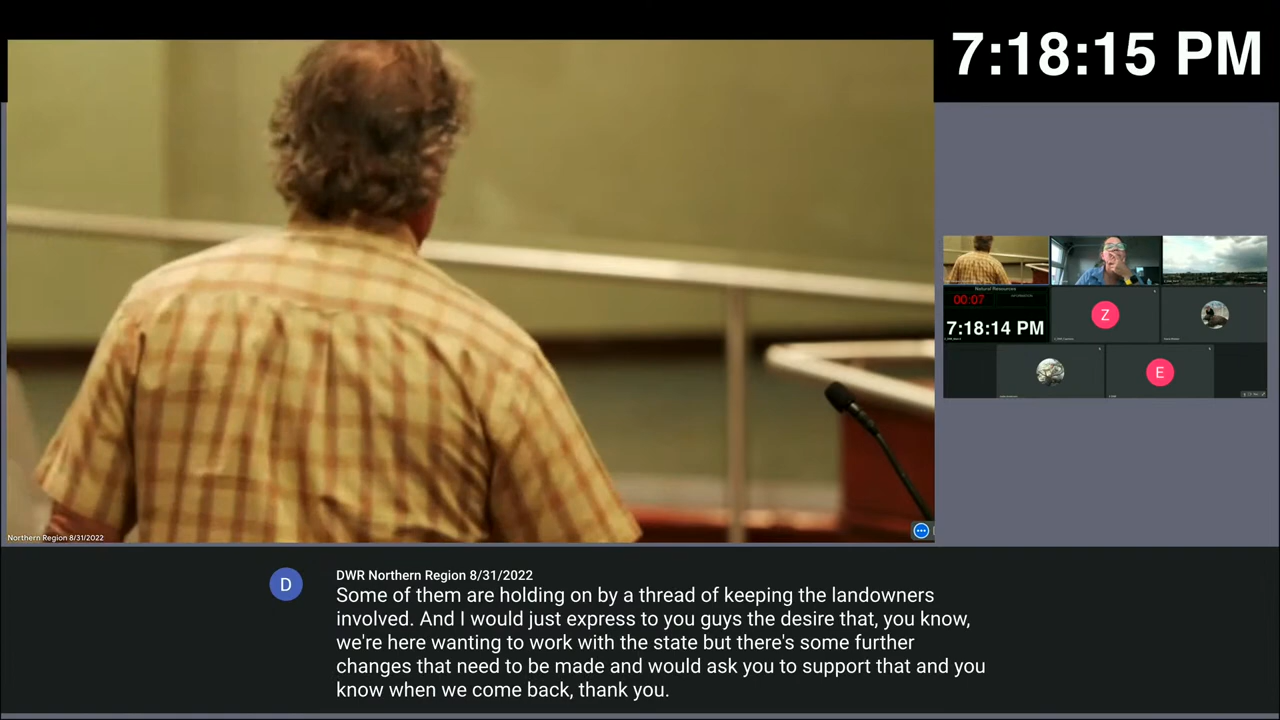 7:18:15 PM
Natural Resources
00:07
7:18:14 PM
Z
E
Northern Region 8/31/2022
D
DWR Northern Region 8/31/2022
Some of them are holding on by a thread of keeping the landowners
involved. And I would just express to you guys the desire that, you know,
we're here wanting to work with the state but there's some further
changes that need to be made and would ask you to support that and you
know when we come back, thank you.